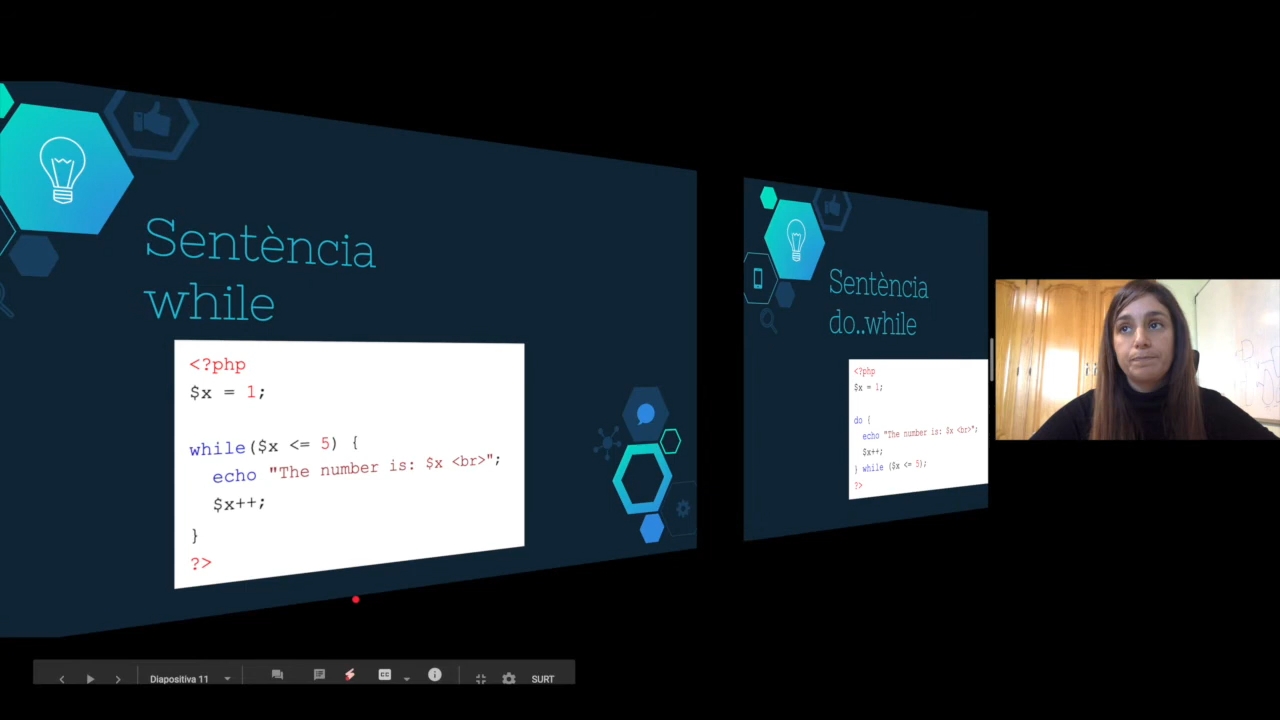 Sentència
while
<?php
$x = 1;
while($x <= 5) {
echo "The number is: $x <br>";
$x++;
}
?>
Sentència
do..while
<?php
$x = 1;
do {
echo "The number is: $x <br>";
$x++;
} while ($x <= 5);
?>
Diapositiva 11
CC
SURT